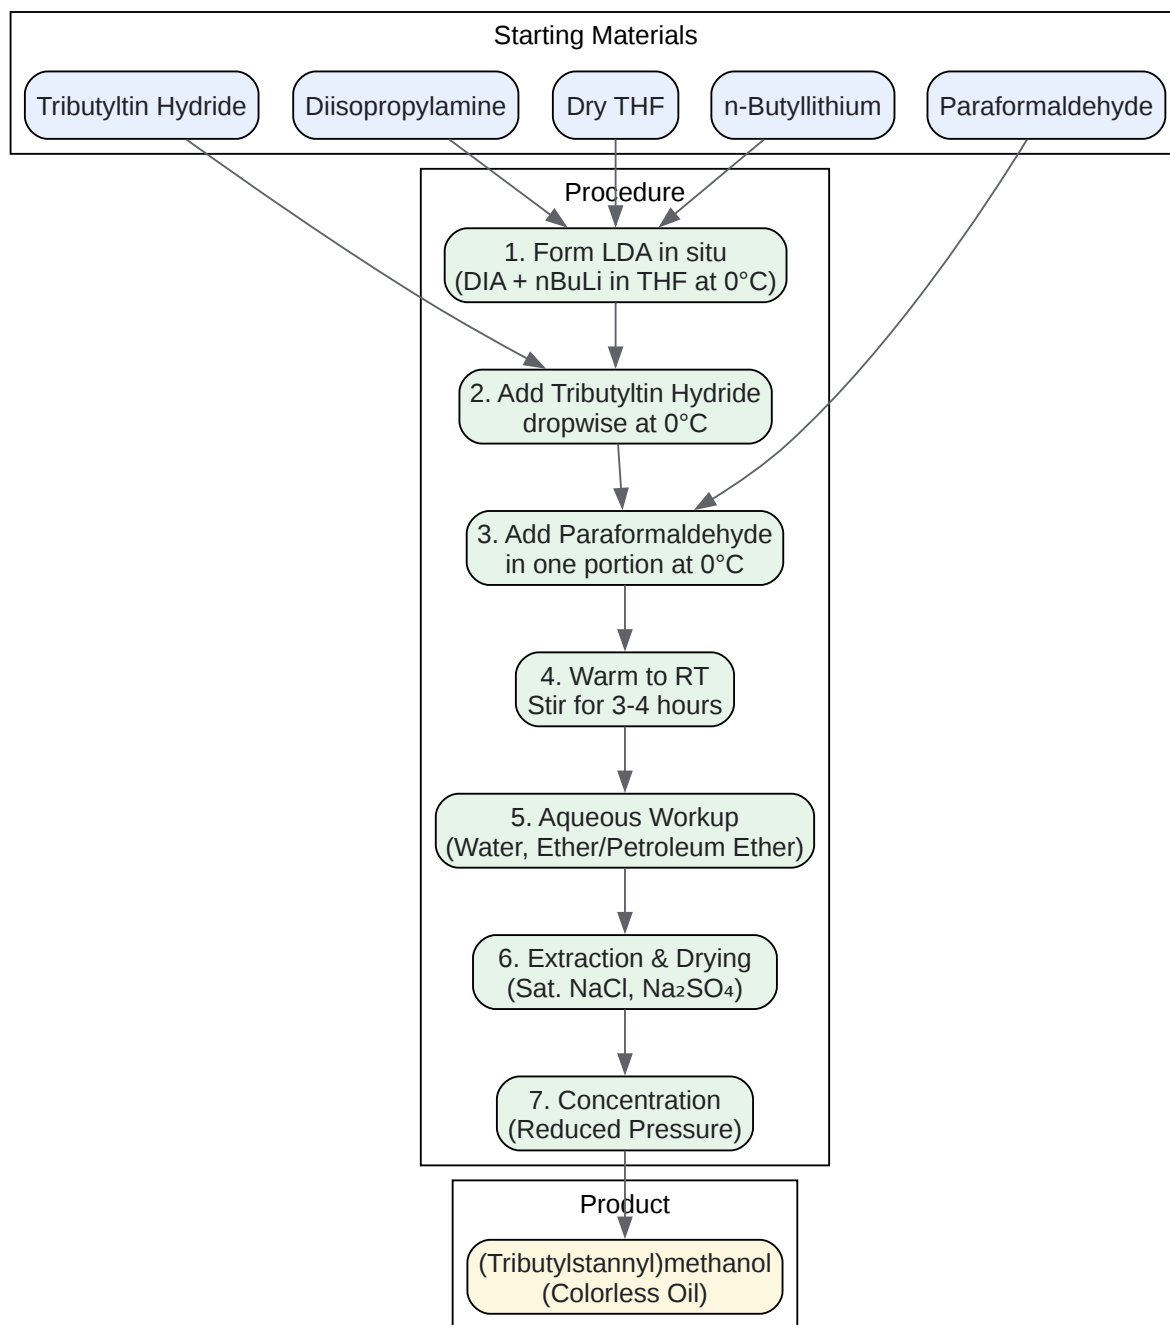 Starting Materials
Tributyltin Hydride
Diisopropylamine
Dry THF
n-Butyllithium
Paraformaldehyde
Procedure
1. Form LDA in situ
(DIA + nBuLi in THF at 0°C)
2. Add Tributyltin Hydride
dropwise at 0°C
3. Add Paraformaldehyde
in one portion at 0°C
4. Warm to RT
Stir for 3-4 hours
5. Aqueous Workup
(Water, Ether/Petroleum Ether)
6. Extraction & Drying
(Sat. NaCl, Na₂SO₄)
7. Concentration
(Reduced Pressure)
Product
(Tributylstannyl)methanol
(Colorless Oil)